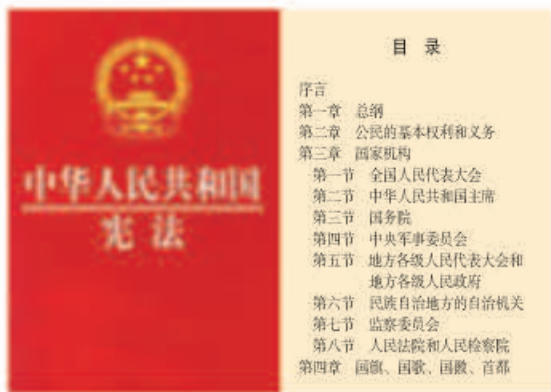 中华人民共和国
宪法
目 录
序言
第一章 总纲
第二章 公民的基本权利和义务
第三章 国家机构
第一节 全国人民代表大会
第二节 中华人民共和国主席
第三节 国务院
第四节 中央军事委员会
第五节 地方各级人民代表大会和
地方各级人民政府
第六节 民族自治地方的自治机关
第七节 监察委员会
第八节 人民法院和人民检察院
第四章 国旗、国歌、国徽、首都